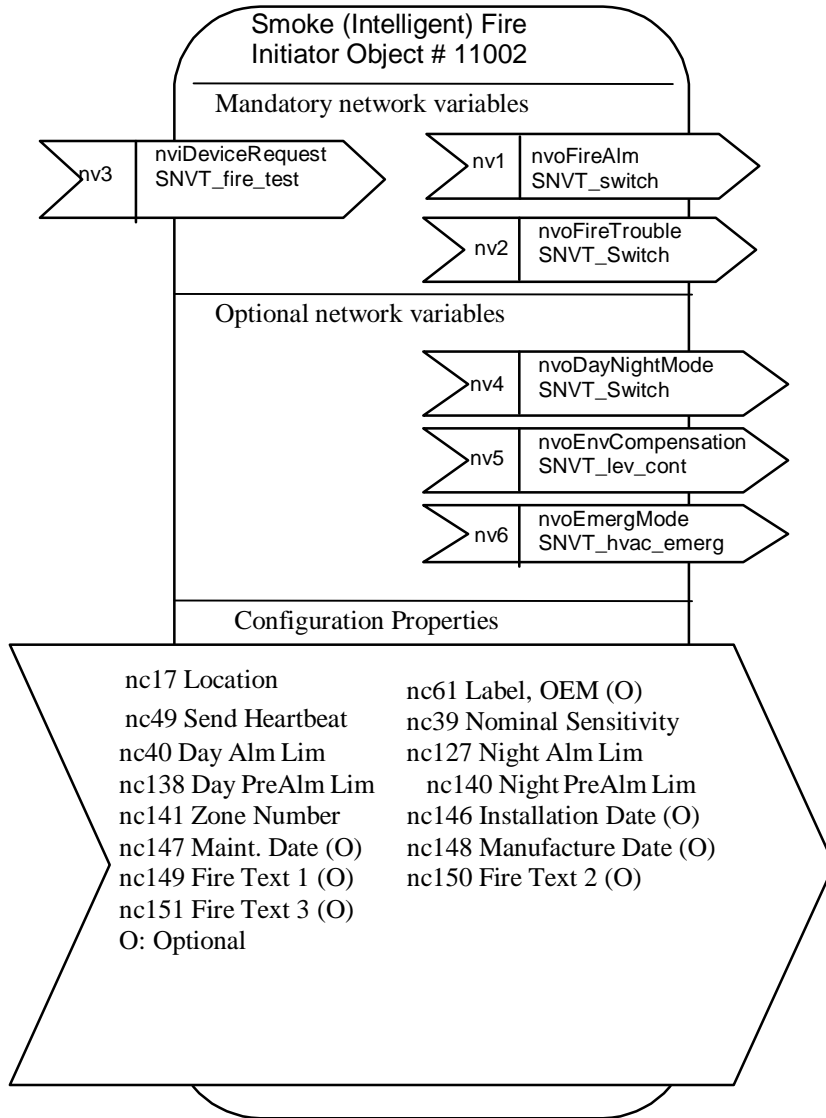 Smoke (Intelligent) Fire
Initiator Object # 11002
Mandatory network variables
nv3
nviDeviceRequest
SNVT_fire_test
nv1
nvoFireAlm
SNVT_switch
nv2
nvoFireTrouble
SNVT_Switch
Optional network variables
nv4
nvoDayNightMode
SNVT_Switch
nv5
nvoEnvCompensation
SNVT_lev_cont
nv6
nvoEmergMode
SNVT_hvac_emerg
Configuration Properties
nc17 Location
nc49 Send Heartbeat
nc40 Day Alm Lim
nc138 Day PreAlm Lim
nc141 Zone Number
nc147 Maint. Date (O)
nc149 Fire Text 1 (O)
nc151 Fire Text 3 (O)
O: Optional
nc61 Label, OEM (O)
nc39 Nominal Sensitivity
nc127 Night Alm Lim
nc140 Night PreAlm Lim
nc146 Installation Date (O)
nc148 Manufacture Date (O)
nc150 Fire Text 2 (O)